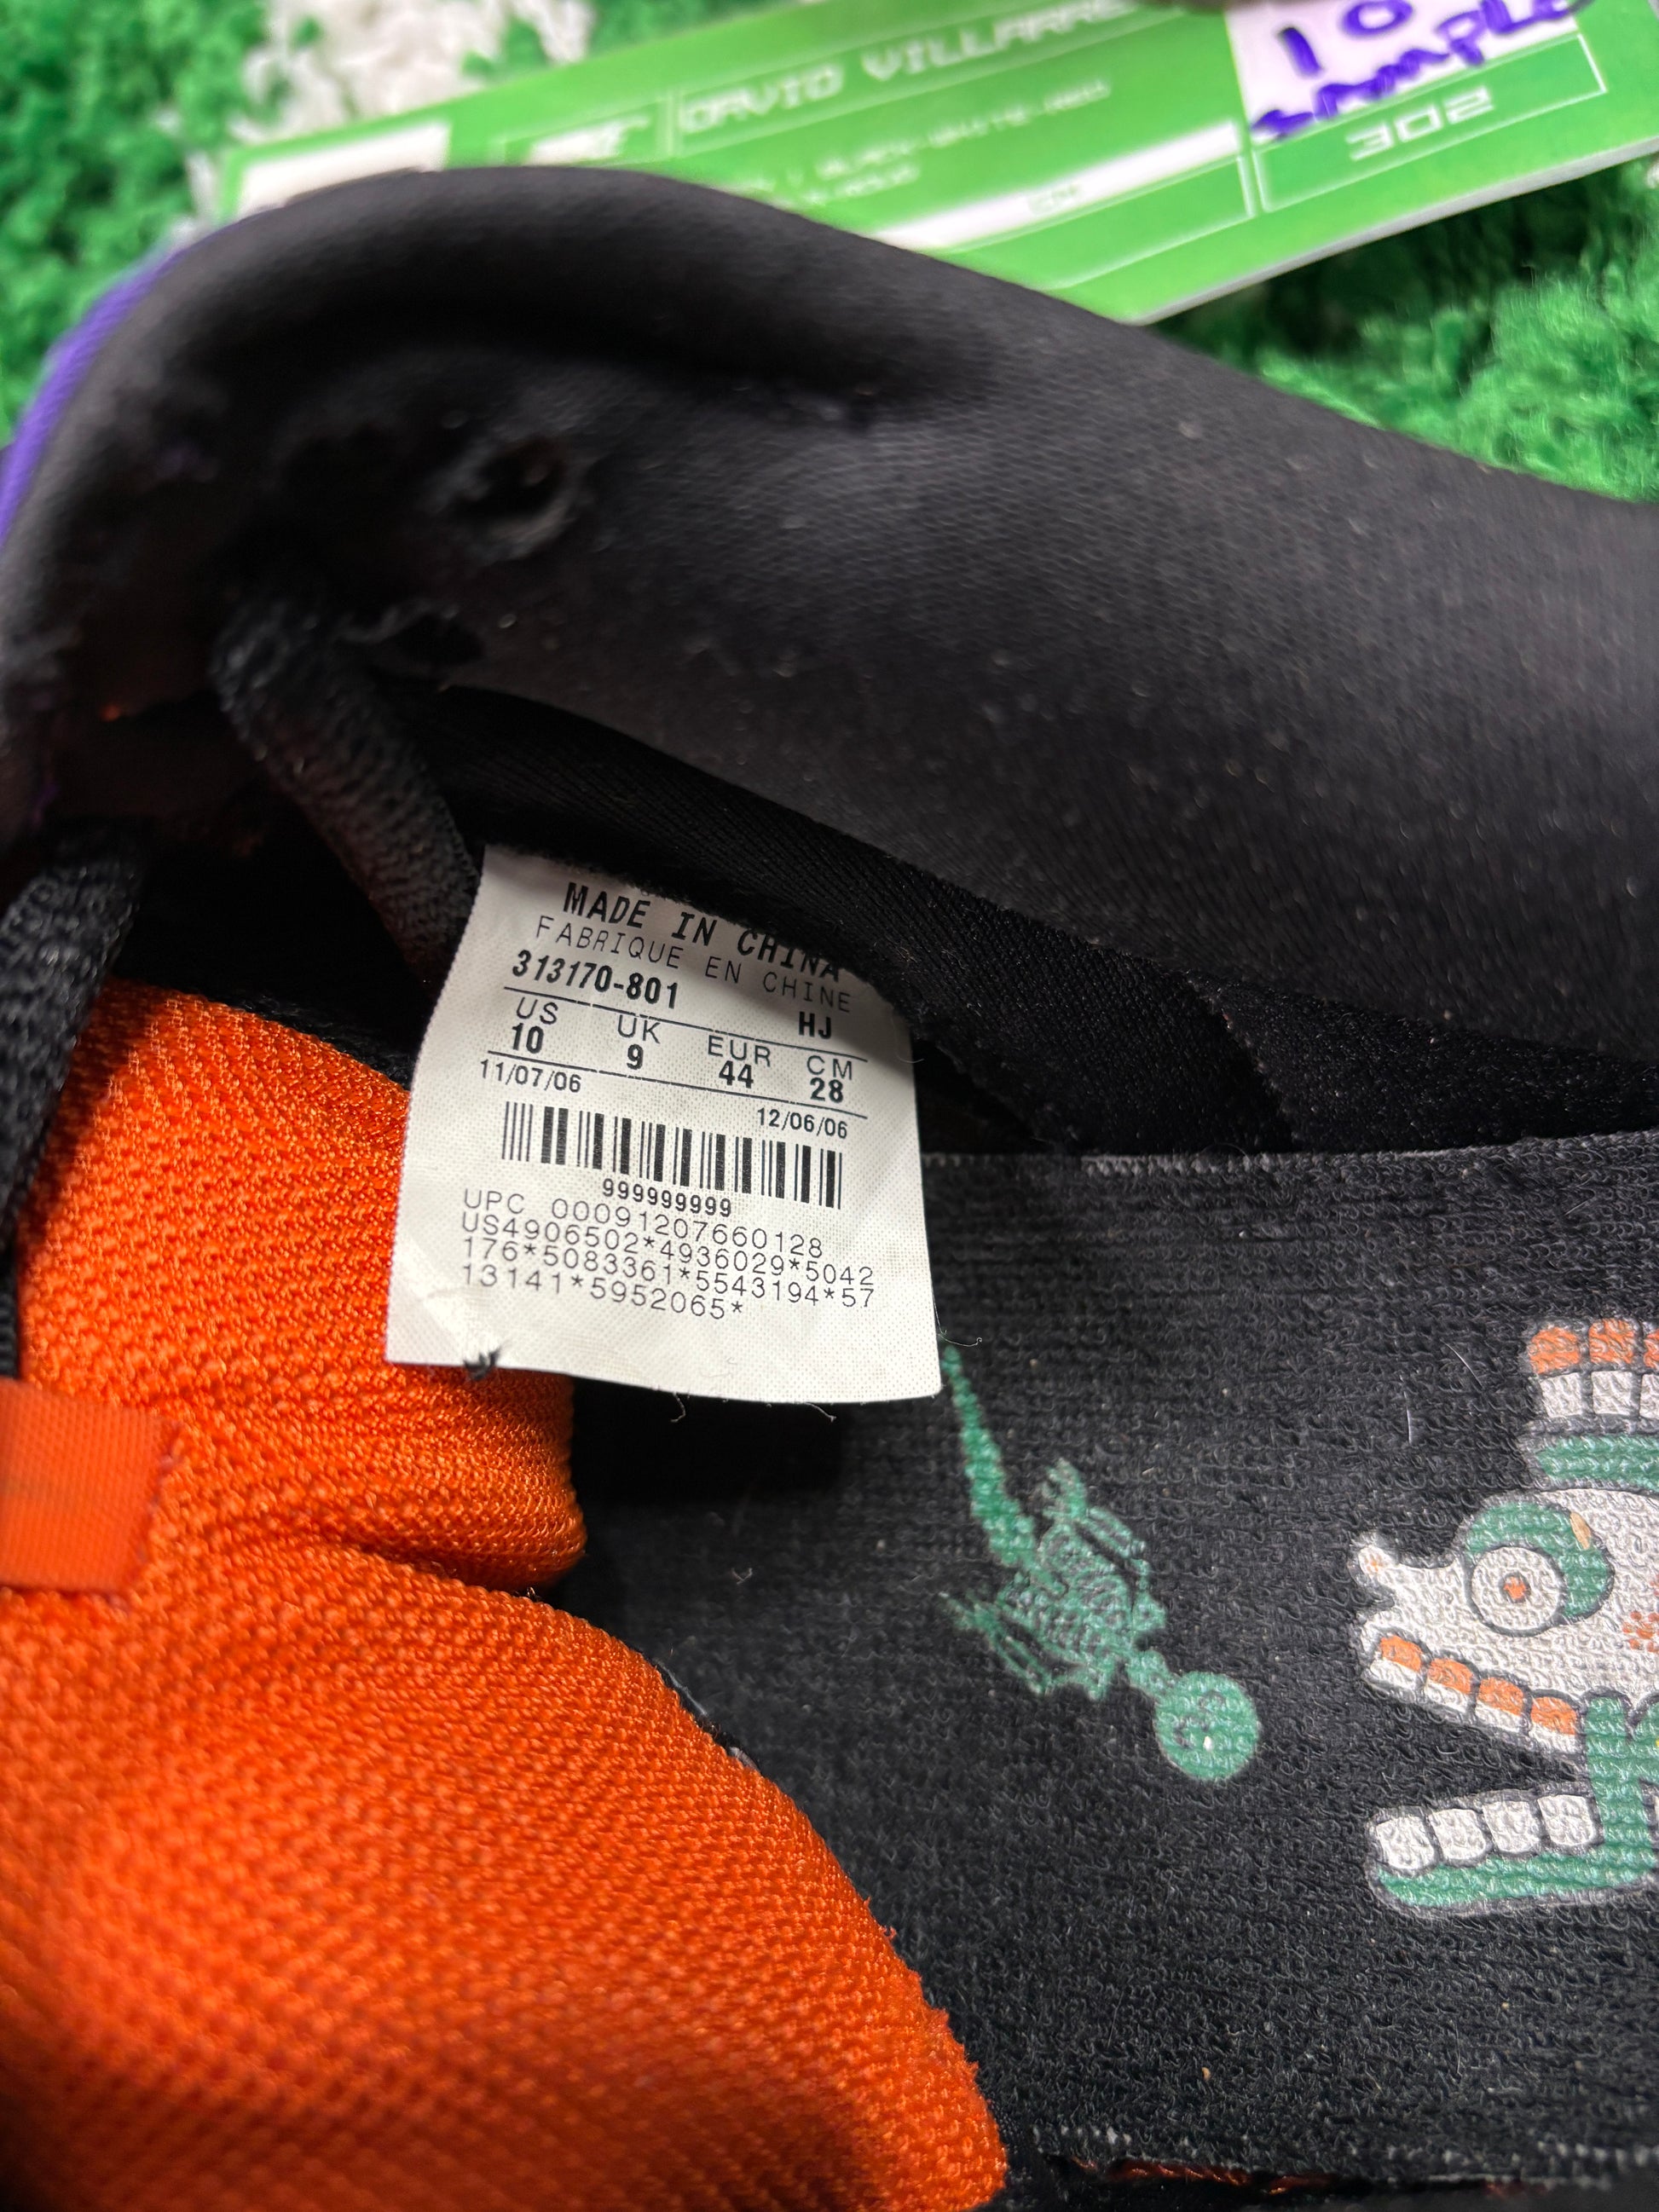 10
SAMPLE
DAVID VILLARRE
302
MADE IN CHINA
FABRIQUE EN CHINE
313170-801 HJ
US UK EUR CM
10 9 44 28
11/07/06 12/06/06
999999999
UPC 00091207660128
US4906502*4936029*5042
176*5083361*5543194*57
13141*5952065*